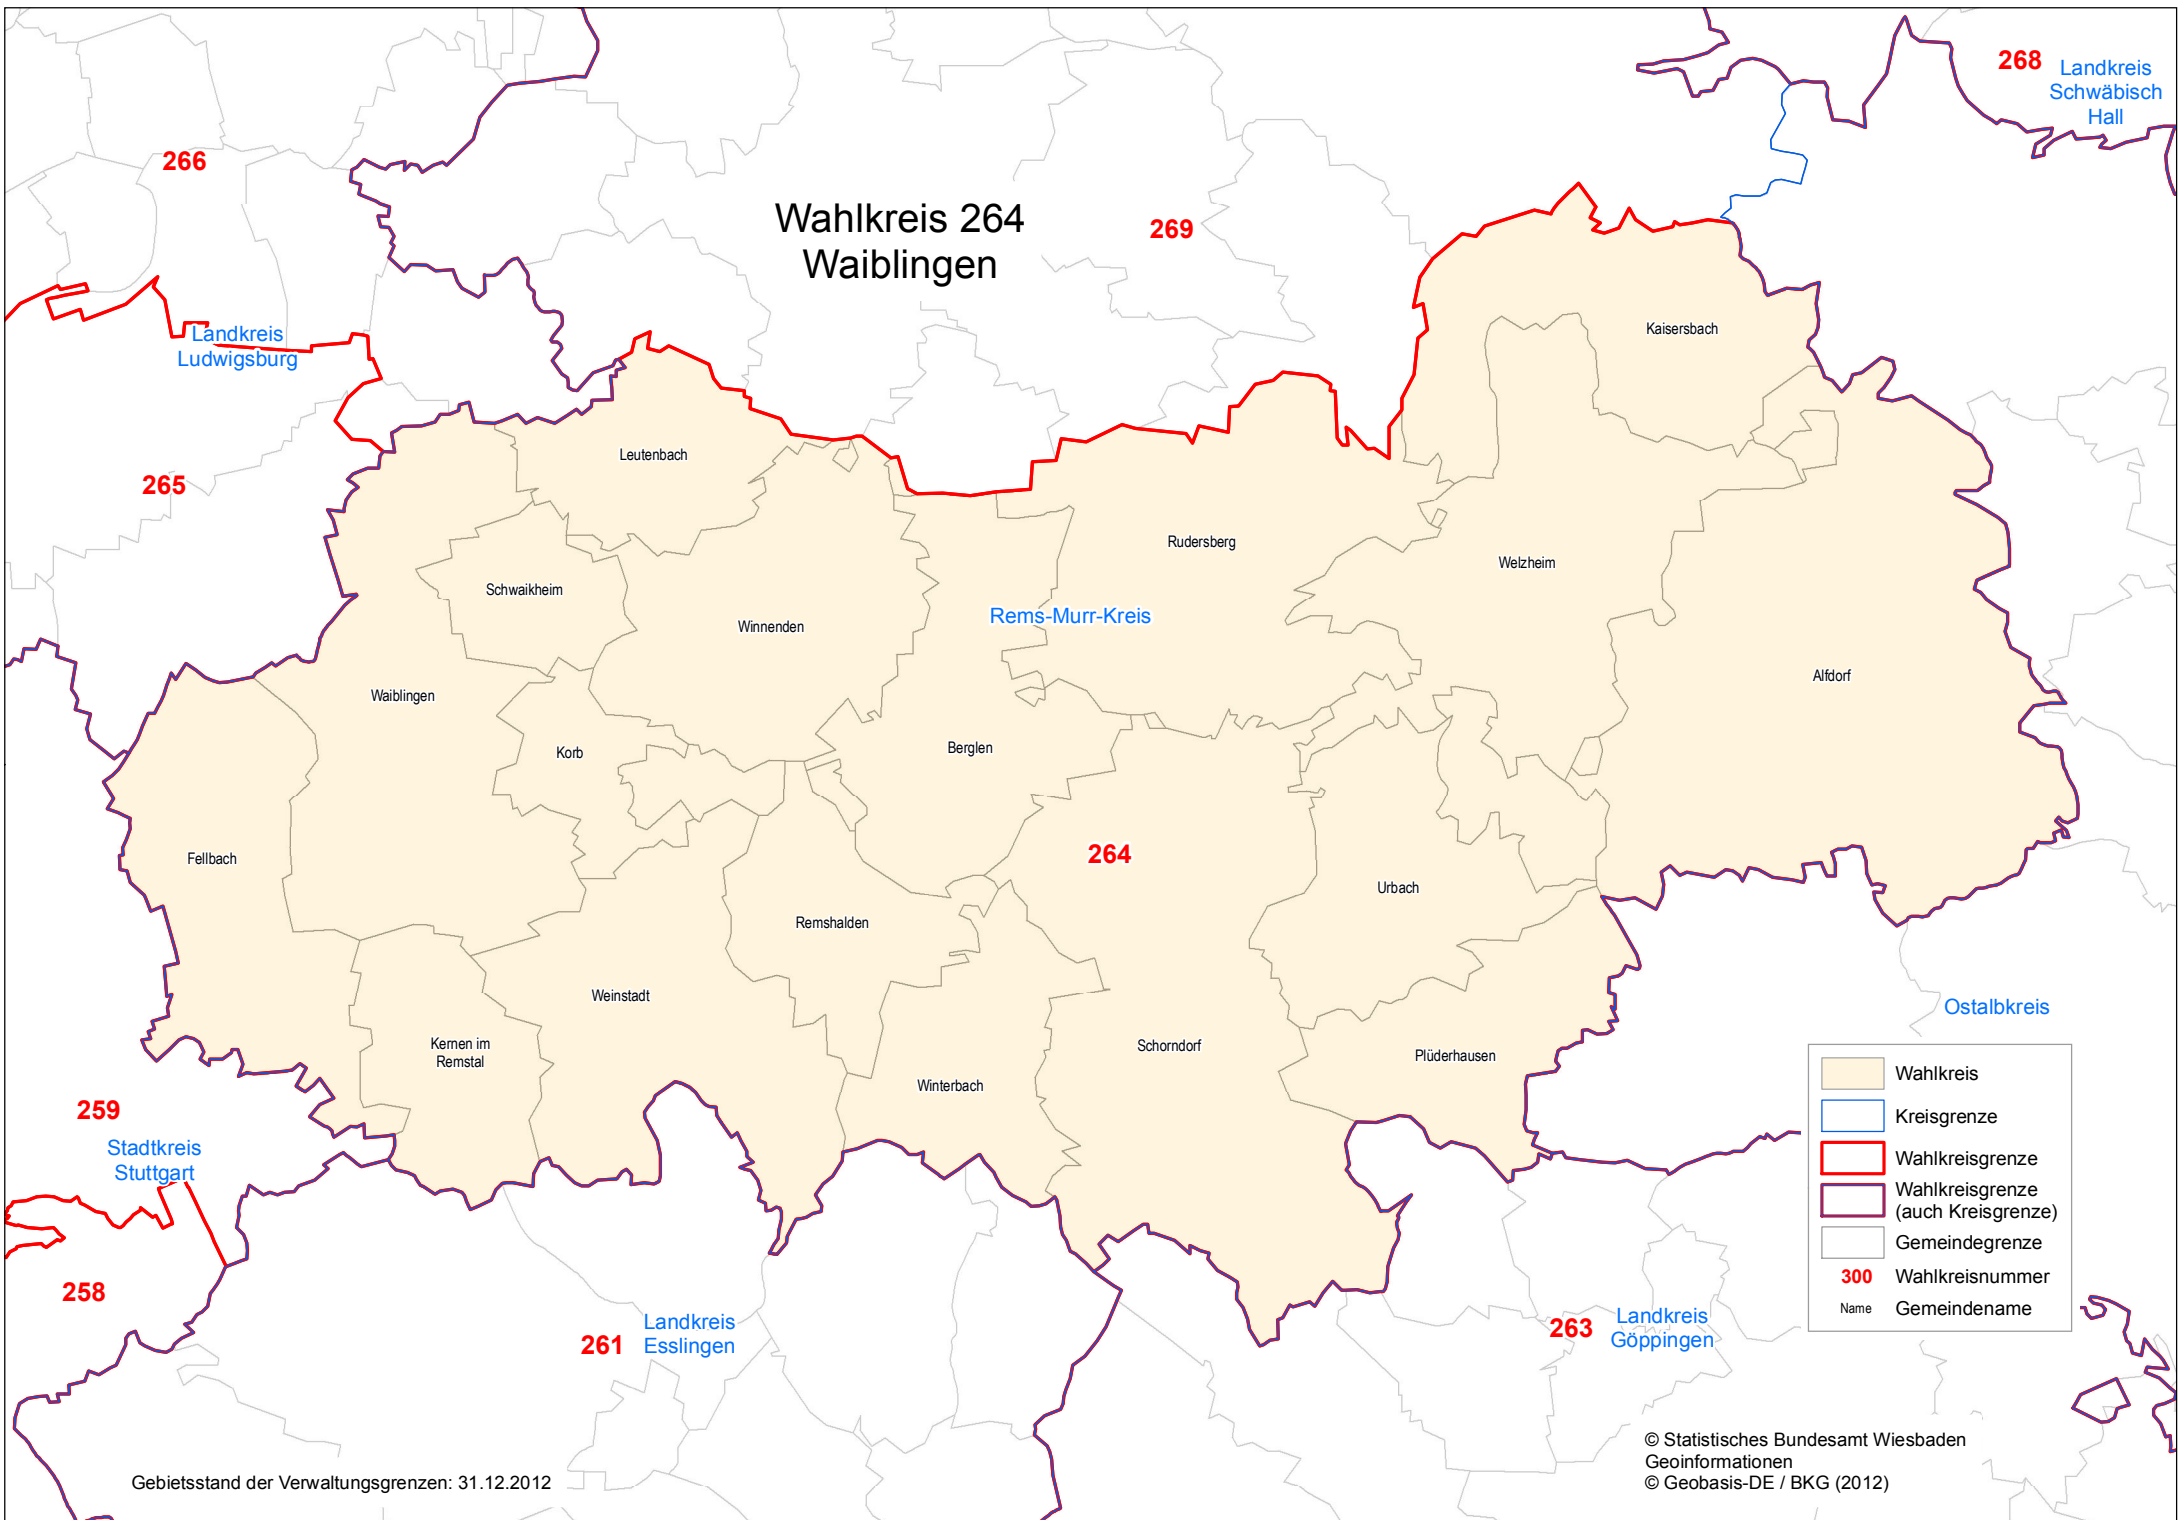 268
Landkreis
Schwäbisch
Hall
266
Wahlkreis 264
Waiblingen
269
Landkreis
Ludwigsburg
Kaisersbach
265
Leutenbach
Rudersberg
Welzheim
Schwaikheim
Winnenden
Rems-Murr-Kreis
Alfdorf
Waiblingen
Korb
Berglen
Fellbach
264
Urbach
Remshalden
Weinstadt
Ostalbkreis
Kernen im
Remstal
Schorndorf
Plüderhausen
Winterbach
259
Stadtkreis
Stuttgart
258
261
Landkreis
Esslingen
263
Landkreis
Göppingen
Wahlkreis
Kreisgrenze
Wahlkreisgrenze
Wahlkreisgrenze
(auch Kreisgrenze)
Gemeindegrenze
300 Wahlkreisnummer
Name Gemeindename
Gebietsstand der Verwaltungsgrenzen: 31.12.2012
© Statistisches Bundesamt Wiesbaden
Geoinformationen
© Geobasis-DE / BKG (2012)